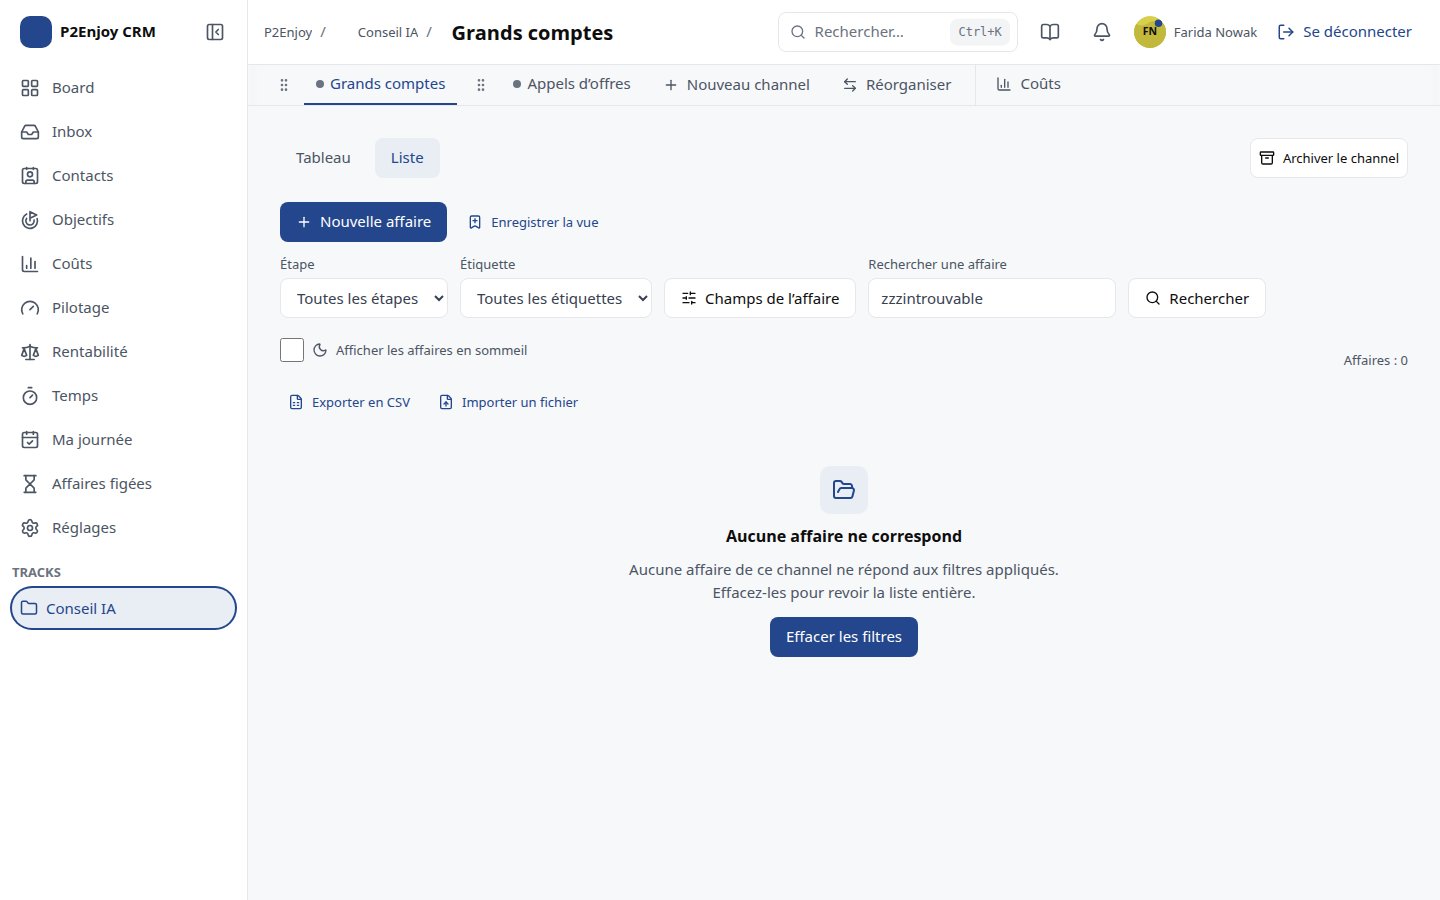 P2Enjoy CRM
Board
Inbox
Contacts
Objectifs
Coûts
Pilotage
Rentabilité
Temps
Ma journée
Affaires figées
Réglages
TRACKS
Conseil IA
P2Enjoy / Conseil IA / Grands comptes
Rechercher... Ctrl+K
FN Farida Nowak
Se déconnecter
Grands comptes
Appels d’offres
Nouveau channel
Réorganiser
Coûts
Tableau
Liste
Archiver le channel
Nouvelle affaire
Enregistrer la vue
Étape
Toutes les étapes
Étiquette
Toutes les étiquettes
Champs de l’affaire
Rechercher une affaire
zzzintrouvable
Rechercher
Afficher les affaires en sommeil
Affaires : 0
Exporter en CSV
Importer un fichier
Aucune affaire ne correspond
Aucune affaire de ce channel ne répond aux filtres appliqués.
Effacez-les pour revoir la liste entière.
Effacer les filtres